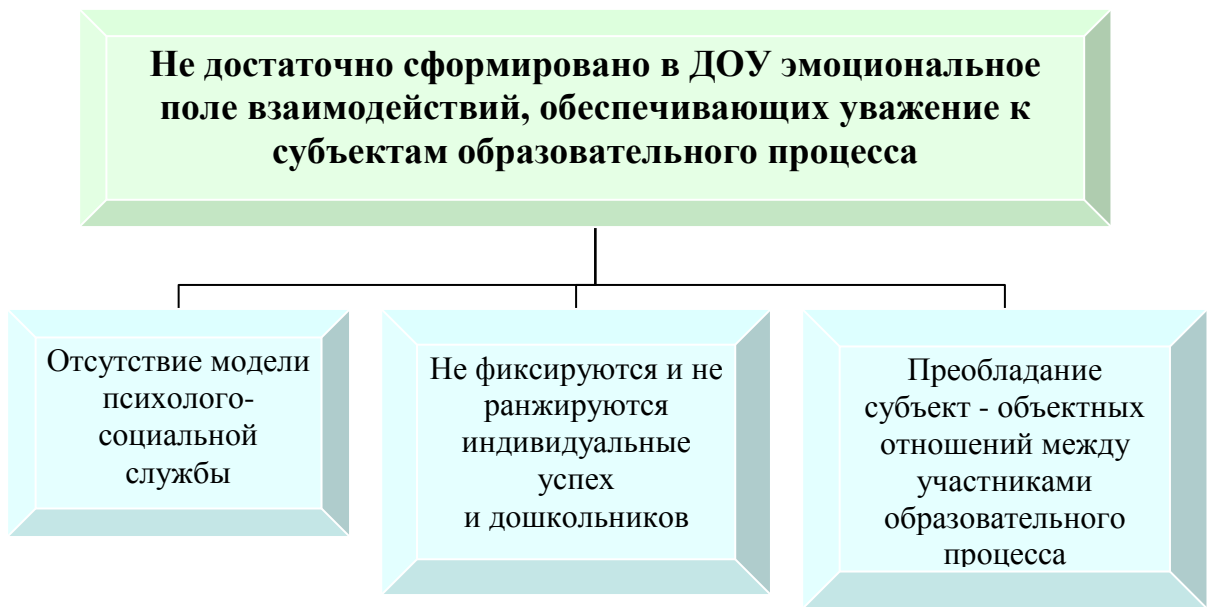 Не достаточно сформировано в ДОУ эмоциональное
поле взаимодействий, обеспечивающих уважение к
субъектам образовательного процесса
Отсутствие модели
психолого-
социальной
службы
Не фиксируются и не
ранжируются
индивидуальные
успех
и дошкольников
Преобладание
субъект - объектных
отношений между
участниками
образовательного
процесса